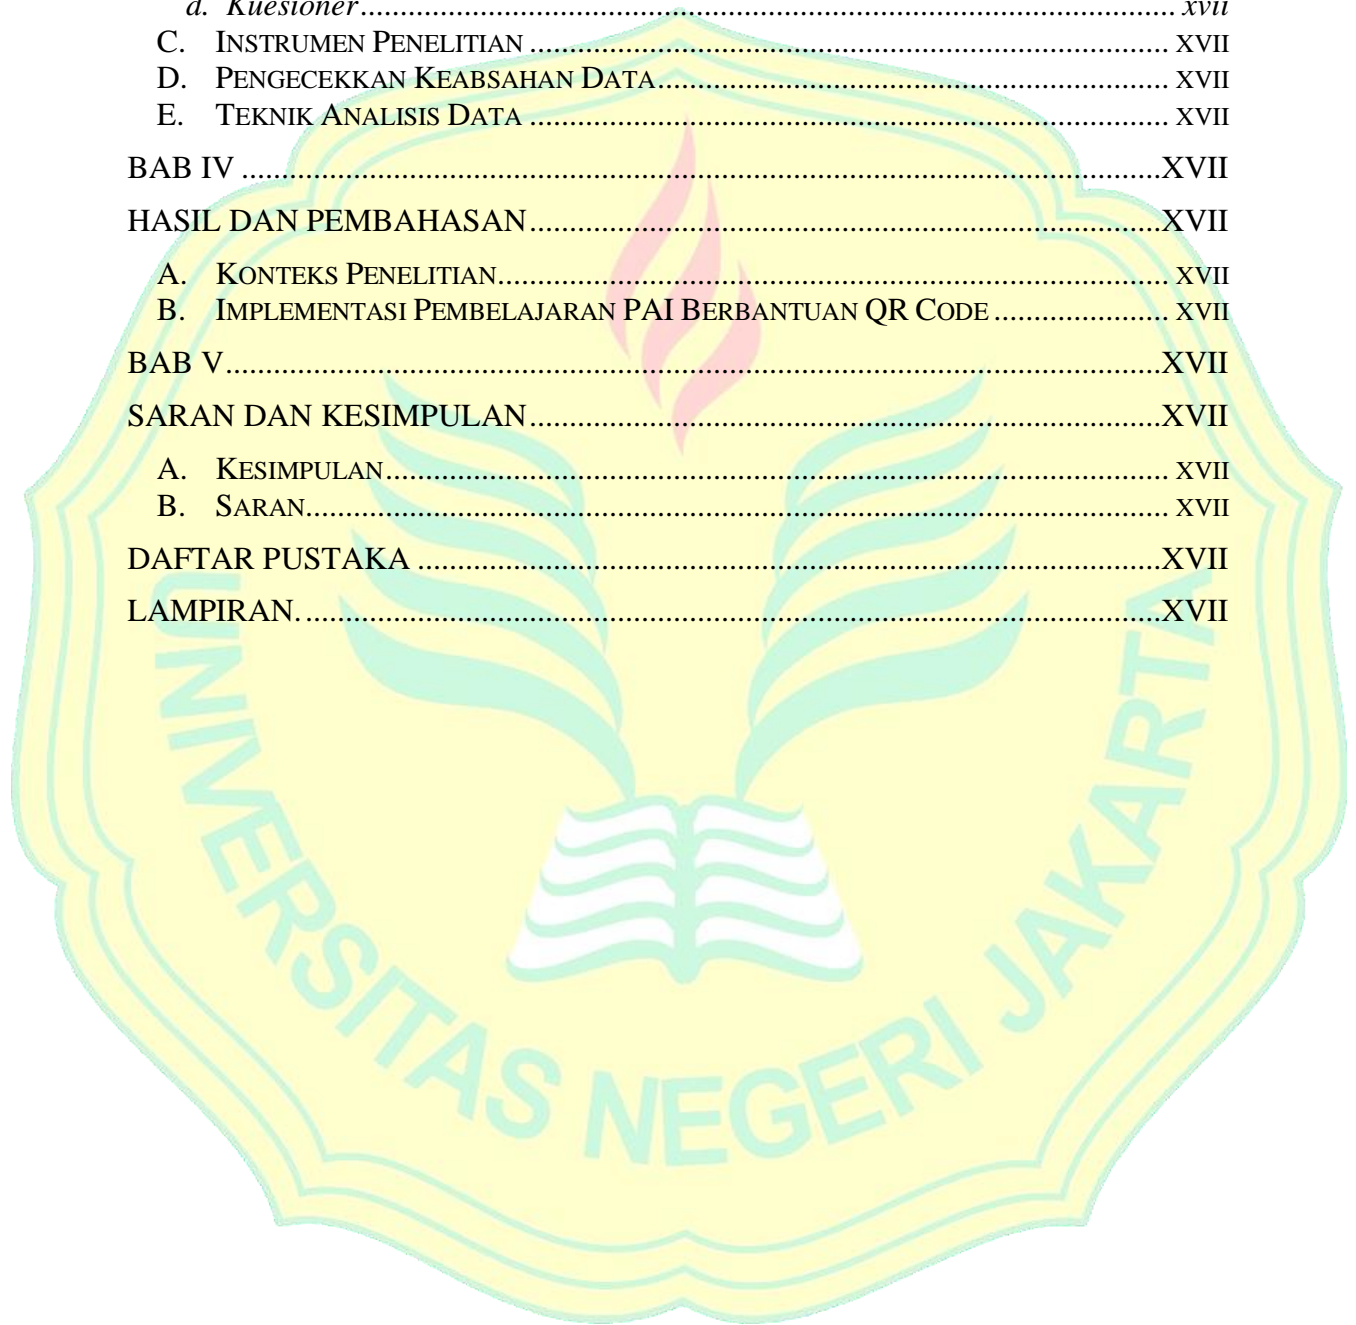 d. Kuesioner.......................................................................................................... xvii
C. INSTRUMEN PENELITIAN ................................................................................... XVII
D. PENGECEKKAN KEABSAHAN DATA................................................................... XVII
E. TEKNIK ANALISIS DATA ................................................................................... XVII
BAB IV ................................................................................................................XVII
HASIL DAN PEMBAHASAN.............................................................................XVII
A. KONTEKS PENELITIAN....................................................................................... XVII
B. IMPLEMENTASI PEMBELAJARAN PAI BERBANTUAN QR CODE ...................... XVII
BAB V..................................................................................................................XVII
SARAN DAN KESIMPULAN.............................................................................XVII
A. KESIMPULAN..................................................................................................... XVII
B. SARAN................................................................................................................ XVII
DAFTAR PUSTAKA ...........................................................................................XVII
LAMPIRAN. .........................................................................................................XVII
UNIVERSITAS NEGERI JAKARTA